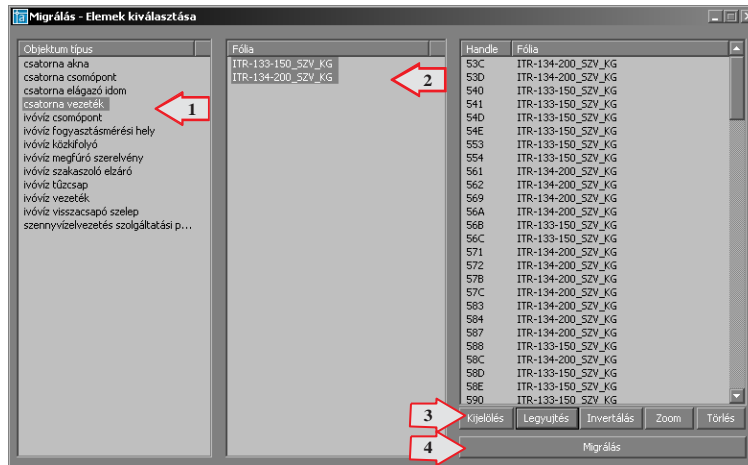 Migrálás - Elemek kiválasztása
Objektum típus
csatorna akna
csatorna csomópont
csatorna elágazó idom
csatorna vezeték
ivóvíz csomópont
ivóvíz fogyasztásmérési hely
ivóvíz közkifolyó
ivóvíz megfúró szerelvény
ivóvíz szakaszoló elzáró
ivóvíz tűzcsap
ivóvíz vezeték
ivóvíz visszacsapó szelep
szennyvízelvezetés szolgáltatási p...
1
Fólia
ITR-133-150_SZV_KG
ITR-134-200_SZV_KG
2
Handle Fólia
53C ITR-134-200_SZV_KG
53D ITR-134-200_SZV_KG
540 ITR-133-150_SZV_KG
541 ITR-133-150_SZV_KG
54D ITR-133-150_SZV_KG
54E ITR-133-150_SZV_KG
553 ITR-133-150_SZV_KG
554 ITR-133-150_SZV_KG
561 ITR-134-200_SZV_KG
562 ITR-134-200_SZV_KG
569 ITR-134-200_SZV_KG
56A ITR-134-200_SZV_KG
56B ITR-133-150_SZV_KG
56C ITR-133-150_SZV_KG
571 ITR-134-200_SZV_KG
572 ITR-134-200_SZV_KG
57B ITR-134-200_SZV_KG
57C ITR-134-200_SZV_KG
583 ITR-134-200_SZV_KG
584 ITR-134-200_SZV_KG
587 ITR-134-200_SZV_KG
588 ITR-133-150_SZV_KG
58C ITR-134-200_SZV_KG
58D ITR-133-150_SZV_KG
58E ITR-133-150_SZV_KG
590 ITR-133-150_SZV_KG
3
Kijelölés Legyujtés Invertálás Zoom Törlés
4
Migrálás